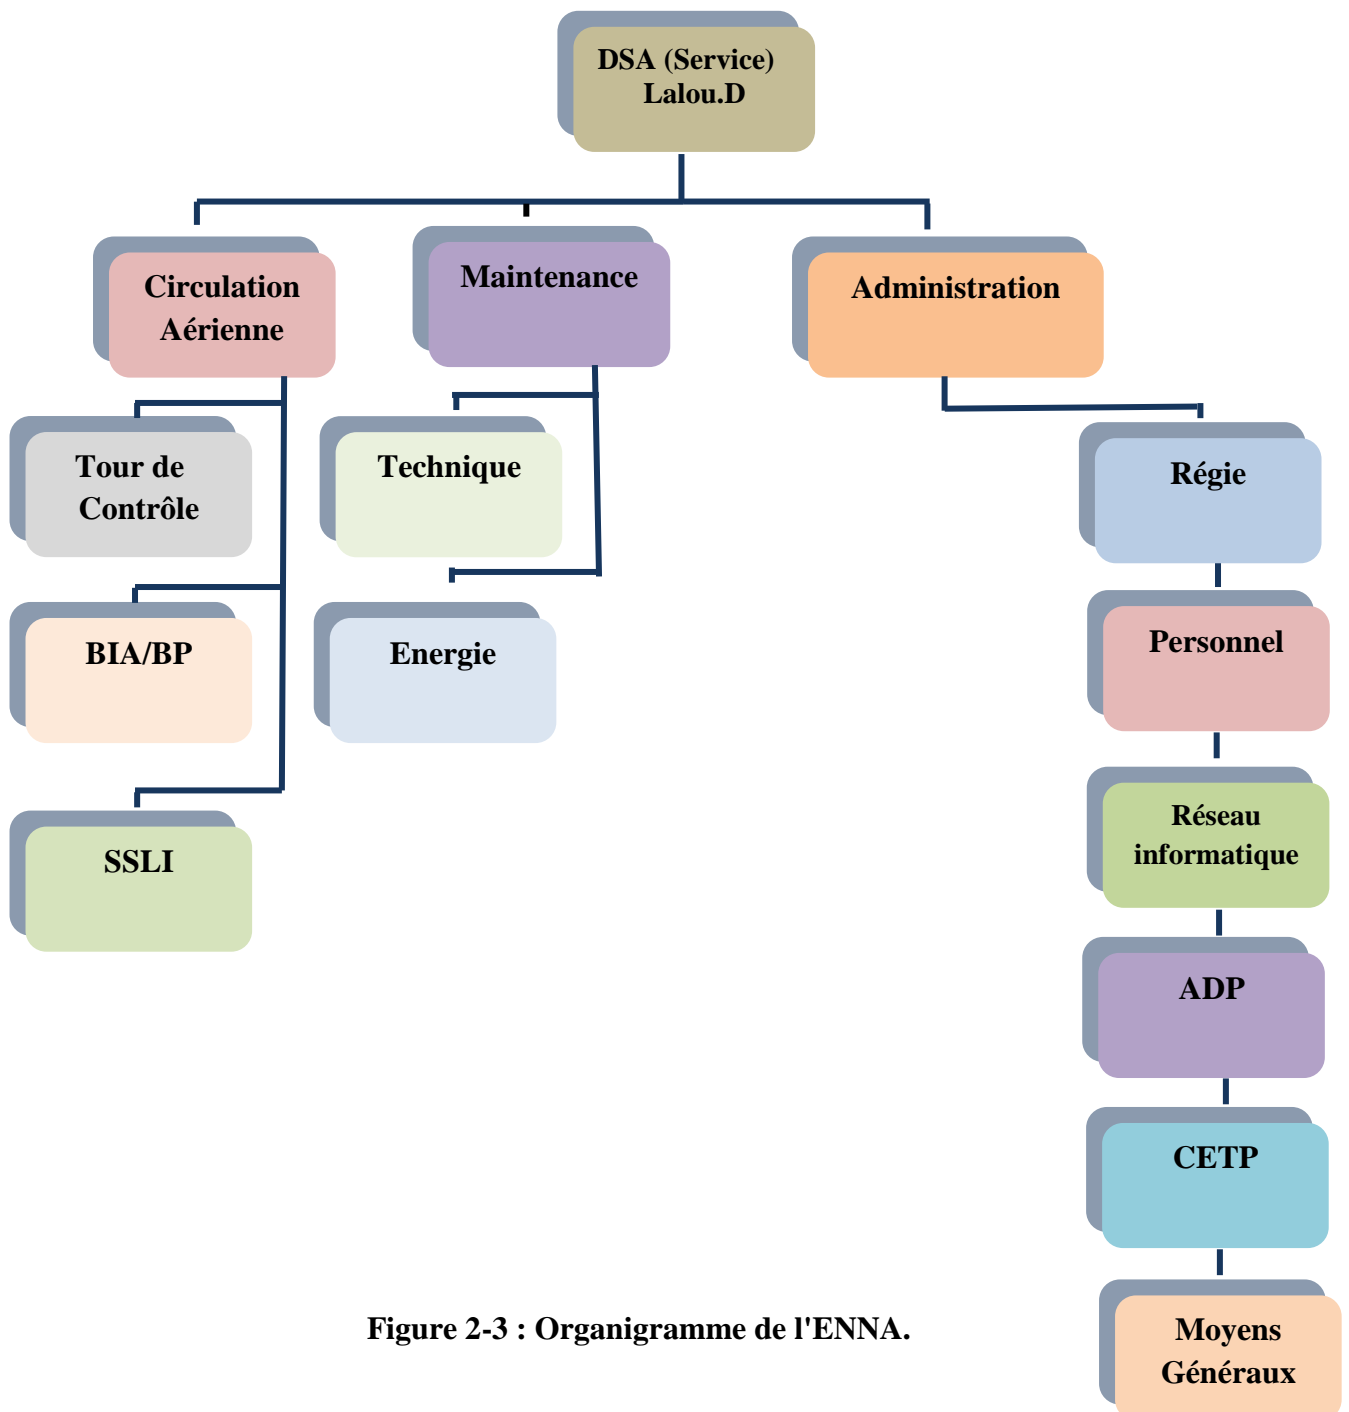 DSA (Service)
Lalou.D
Circulation
Aérienne
Maintenance
Administration
Tour de
Contrôle
Technique
Régie
BIA/BP
Energie
Personnel
SSLI
Réseau
informatique
ADP
CETP
Moyens
Généraux
Figure 2-3 : Organigramme de l'ENNA.